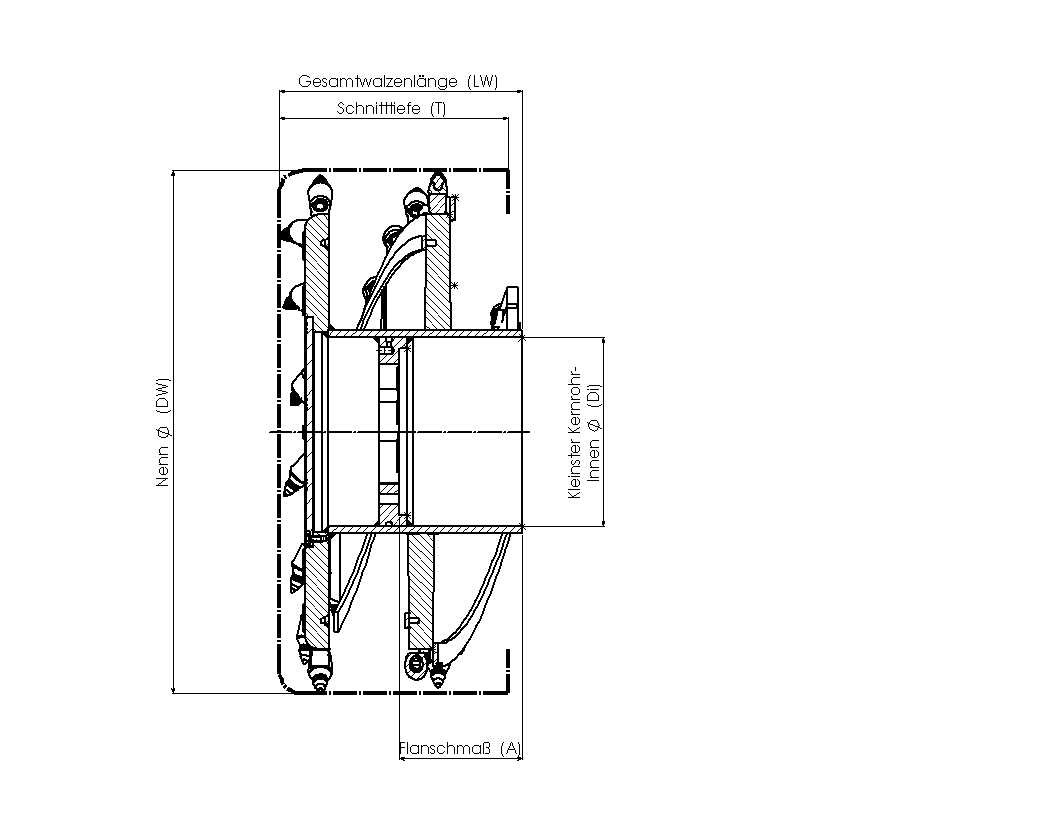 Gesamtwalzenlänge (LW)
Schnitttiefe (T)
Nenn Ø (DW)
Kleinster Kernrohr-
Innen Ø (Di)
Flanschmaß (A)